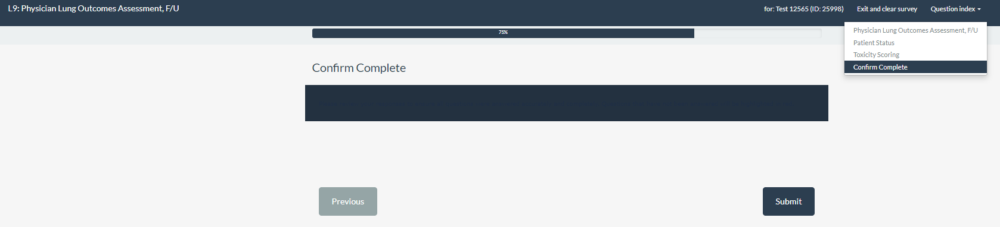 L9: Physician Lung Outcomes Assessment, F/U
for: Test 12565 (ID: 25998) Exit and clear survey Question index
75%
Physician Lung Outcomes Assessment, F/U
Patient Status
Toxicity Scoring
Confirm Complete
Confirm Complete
Previous
Submit